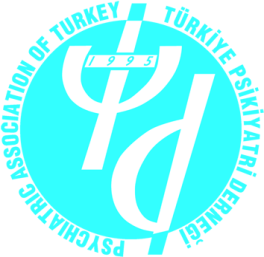 PSYCHIATRIC ASSOCIATION OF TURKEY
TÜRKİYE PSİKİYATRİ DERNEĞİ
1995